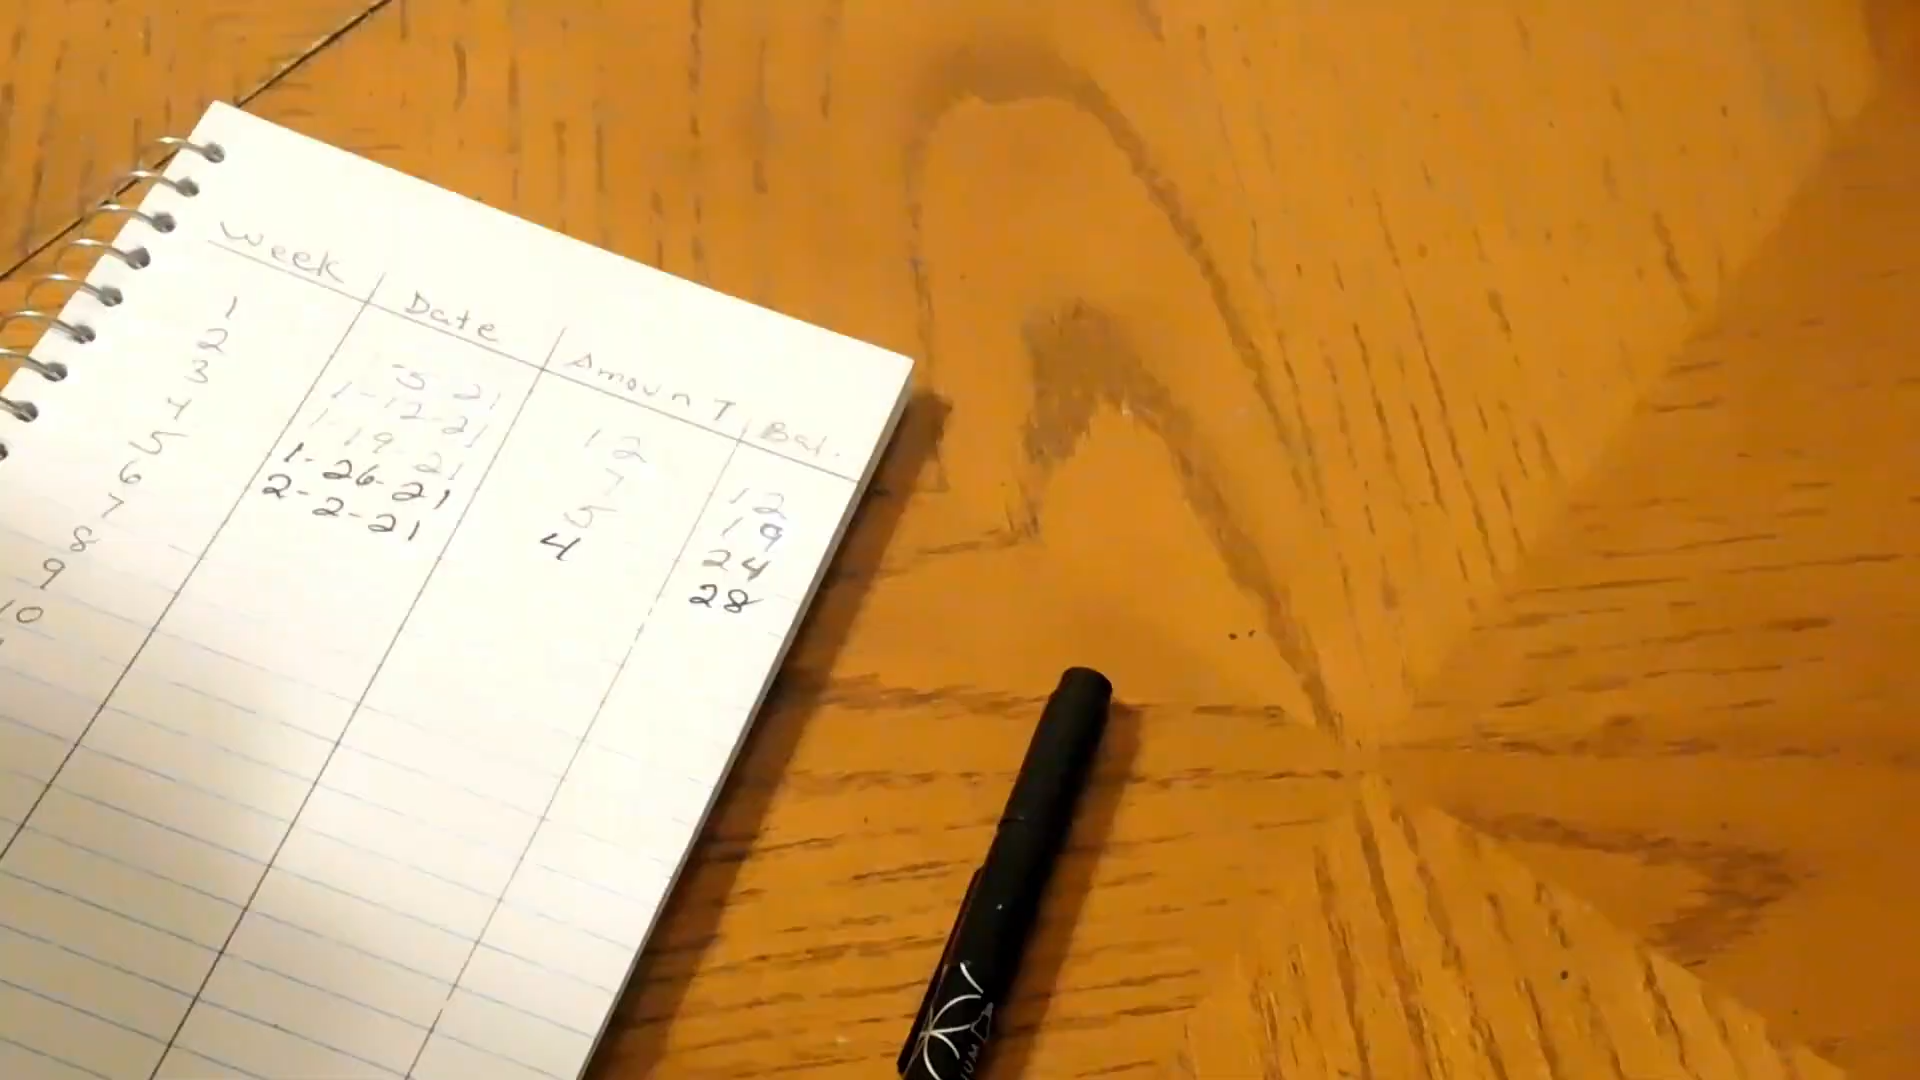 Week Date Amount Bal.
1 -5-21 12 12
2 1-12-21 7 19
3 1-19-21 5 24
4 1-26-21 4 28
5 2-2-21
6
7
8
9
10